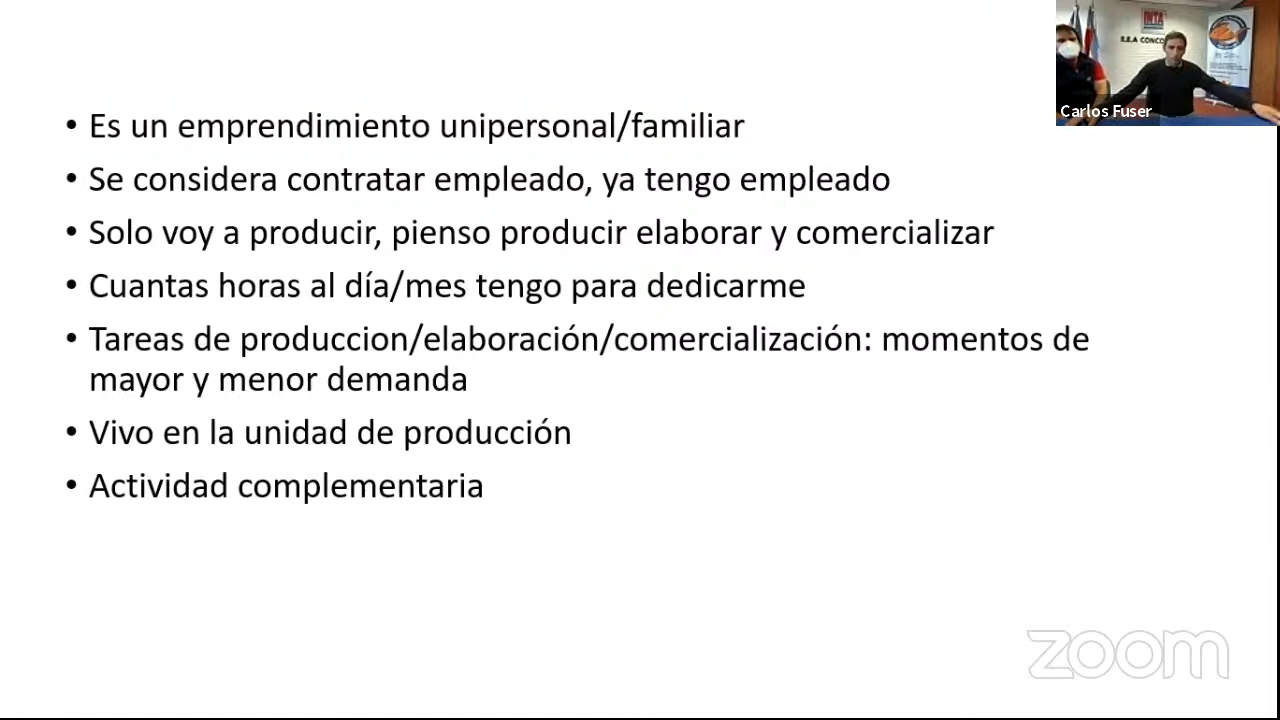 INTA
E.E.A CONCO
Carlos Fuser
• Es un emprendimiento unipersonal/familiar
• Se considera contratar empleado, ya tengo empleado
• Solo voy a producir, pienso producir elaborar y comercializar
• Cuantas horas al día/mes tengo para dedicarme
• Tareas de produccion/elaboración/comercialización: momentos de
mayor y menor demanda
• Vivo en la unidad de producción
• Actividad complementaria
zoom